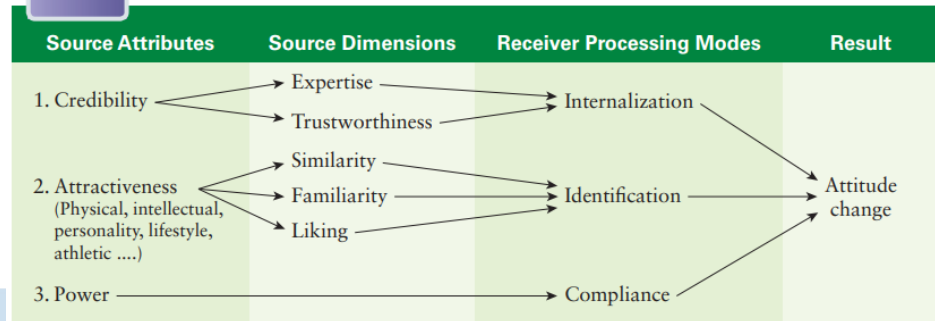 Source Attributes Source Dimensions Receiver Processing Modes Result
1. Credibility
Expertise
Trustworthiness
Internalization
2. Attractiveness
(Physical, intellectual,
personality, lifestyle,
athletic ....)
Similarity
Familiarity
Liking
Identification
Attitude
change
3. Power
Compliance